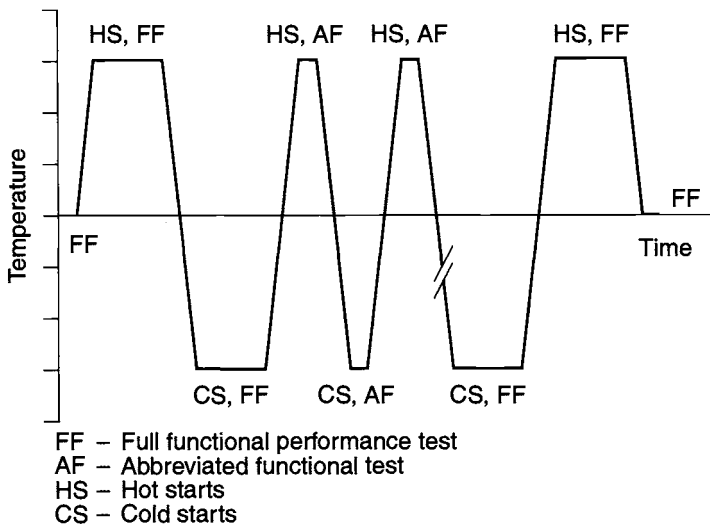 HS, FF
HS, AF
HS, AF
HS, FF
Temperature
FF
FF
Time
CS, FF
CS, AF
CS, FF
FF – Full functional performance test
AF – Abbreviated functional test
HS – Hot starts
CS – Cold starts